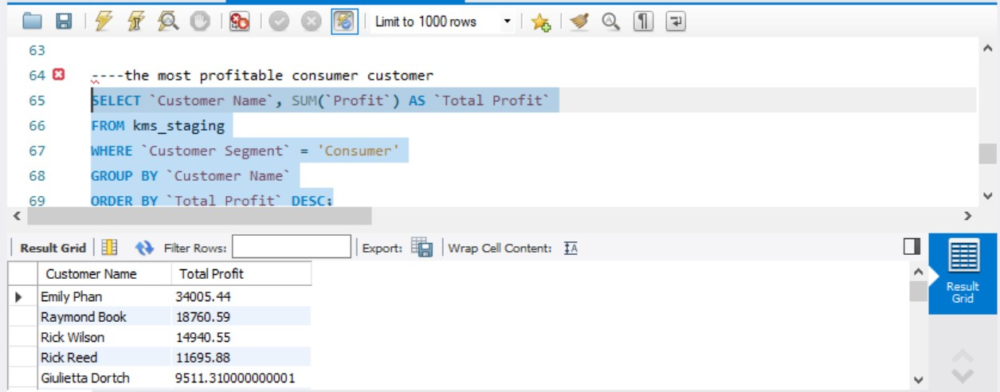 Limit to 1000 rows
63
64 ----the most profitable consumer customer
65 SELECT `Customer Name`, SUM(`Profit`) AS `Total Profit`
66 FROM kms_staging
67 WHERE `Customer Segment` = 'Consumer'
68 GROUP BY `Customer Name`
69 ORDER BY `Total Profit` DESC;
Result Grid Filter Rows: Export: Wrap Cell Content: IA
Customer Name Total Profit
Emily Phan 34005.44
Raymond Book 18760.59
Rick Wilson 14940.55
Rick Reed 11695.88
Giulietta Dortch 9511.310000000001
Result
Grid